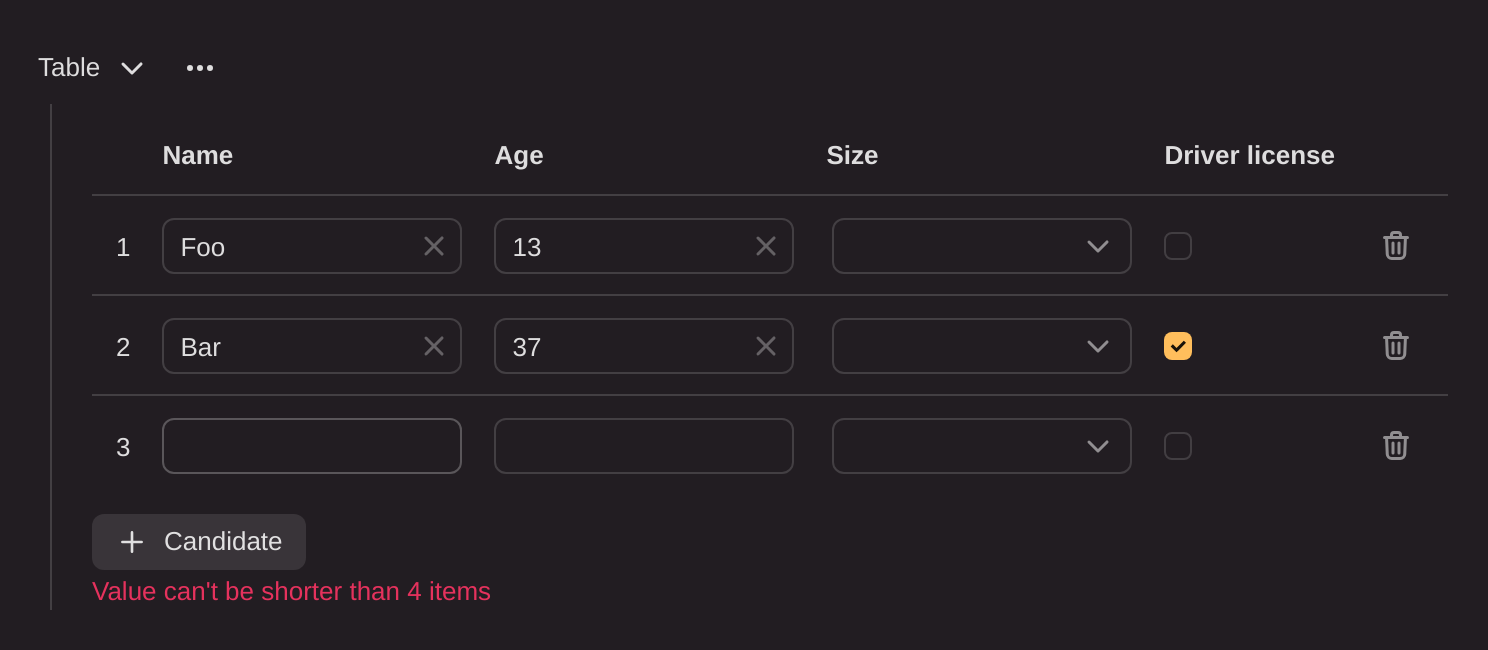 Table
Name Age Size Driver license
1 Foo 13
2 Bar 37
3
Candidate
Value can't be shorter than 4 items